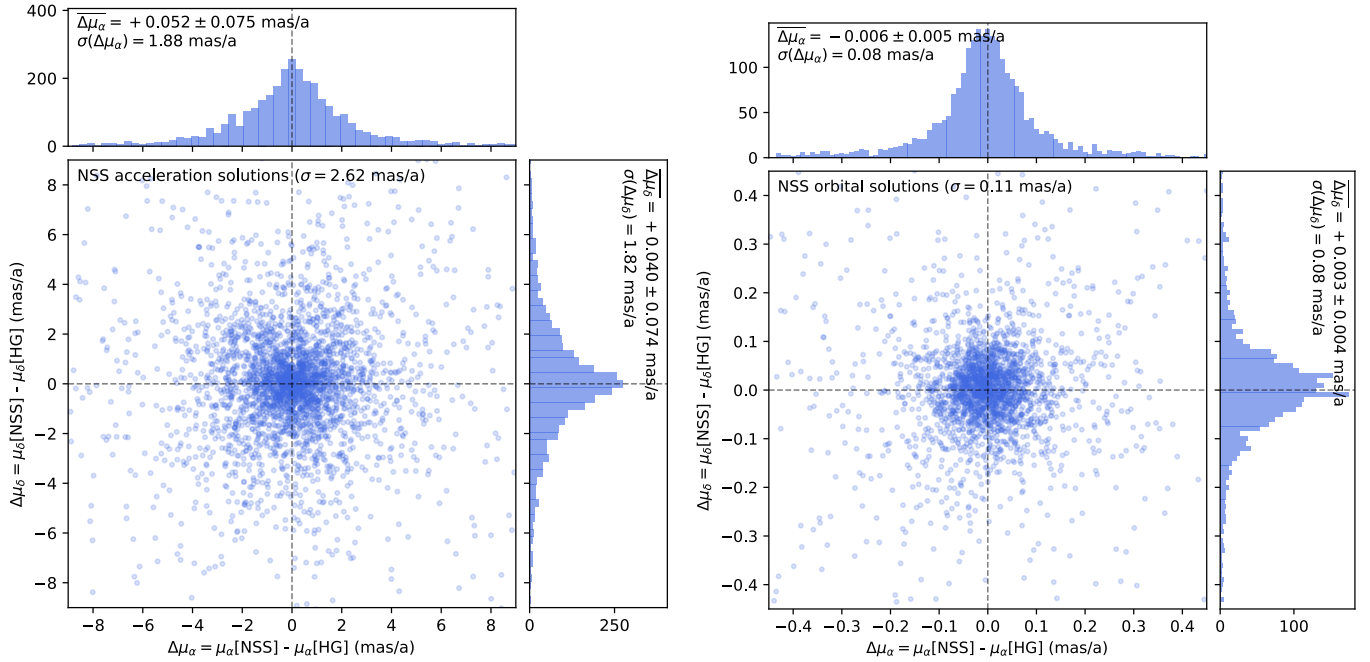 400
200
0
Δμα = +0.052 ± 0.075 mas/a
σ(Δμα) = 1.88 mas/a
NSS acceleration solutions (σ = 2.62 mas/a)
8
6
4
2
0
−2
−4
−6
−8
Δμδ = μδ[NSS] - μδ[HG] (mas/a)
−8 −6 −4 −2 0 2 4 6 8
Δμα = μα[NSS] - μα[HG] (mas/a)
Δμδ = +0.040 ± 0.074 mas/a
σ(Δμδ) = 1.82 mas/a
0 250
100
50
0
Δμα = −0.006 ± 0.005 mas/a
σ(Δμα) = 0.08 mas/a
NSS orbital solutions (σ = 0.11 mas/a)
0.4
0.3
0.2
0.1
0.0
−0.1
−0.2
−0.3
−0.4
Δμδ = μδ[NSS] - μδ[HG] (mas/a)
−0.4 −0.3 −0.2 −0.1 0.0 0.1 0.2 0.3 0.4
Δμα = μα[NSS] - μα[HG] (mas/a)
Δμδ = +0.003 ± 0.004 mas/a
σ(Δμδ) = 0.08 mas/a
0 100